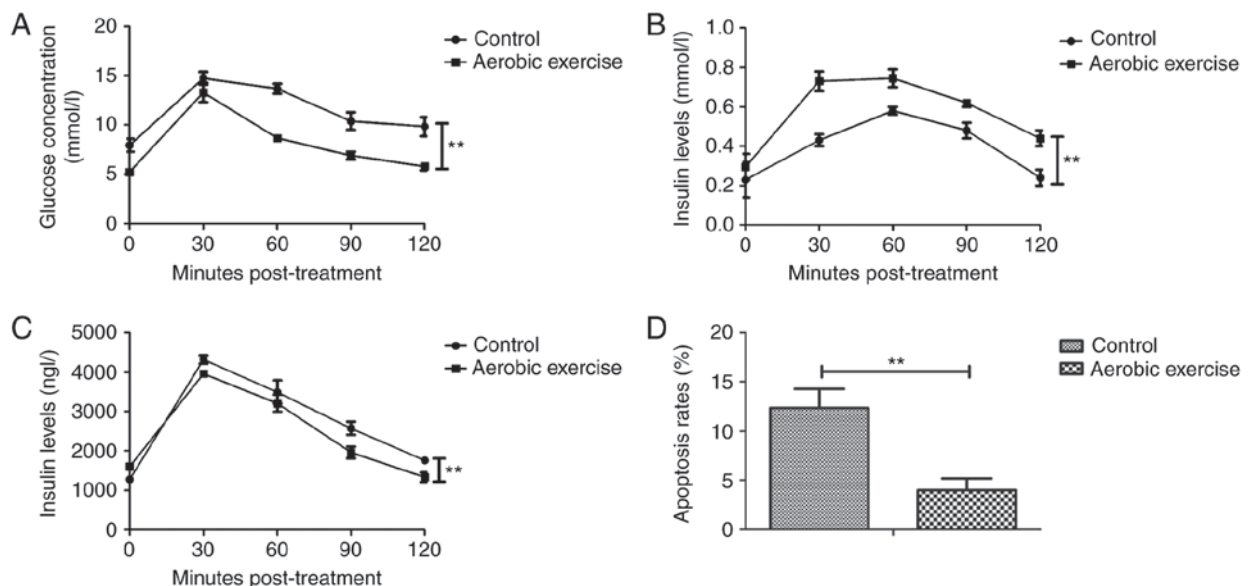 A
Glucose concentration
(mmol/l)
20
15
10
5
0
0 30 60 90 120
Minutes post-treatment
Control
Aerobic exercise
**
B
Insulin levels (mmol/l)
1.0
0.8
0.6
0.4
0.2
0.0
0 30 60 90 120
Minutes post-treatment
Control
Aerobic exercise
**
C
Insulin levels (ngl/)
5000
4000
3000
2000
1000
0
0 30 60 90 120
Minutes post-treatment
Control
Aerobic exercise
**
D
Apoptosis rates (%)
20
15
10
5
0
**
Control
Aerobic exercise